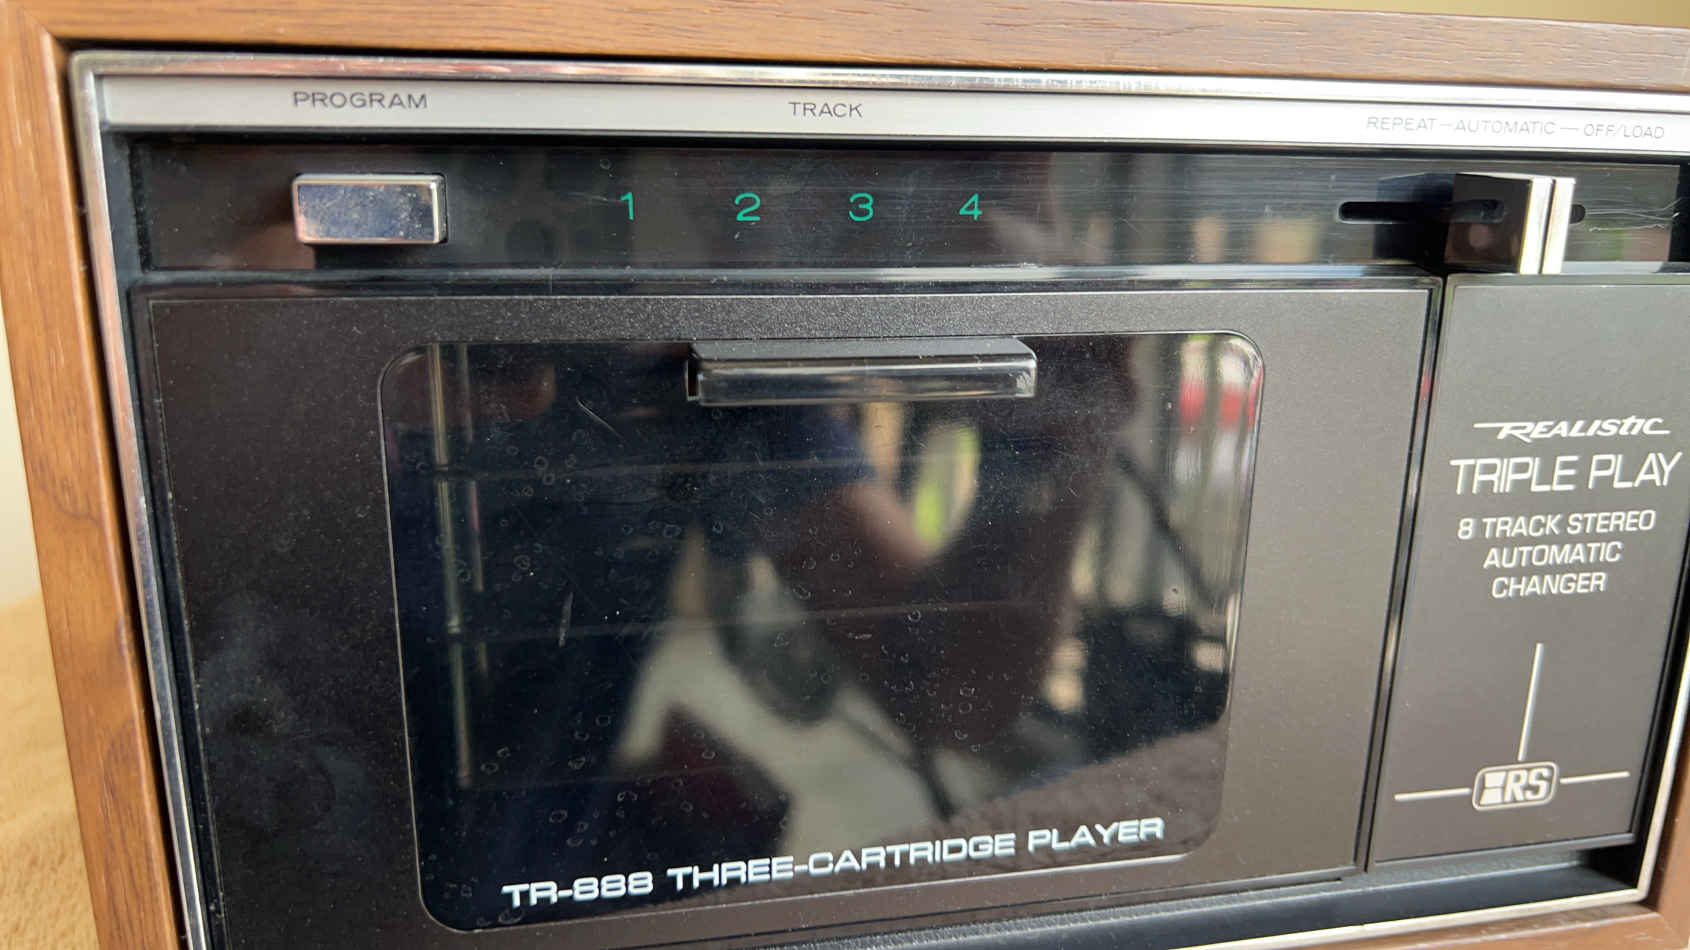 PROGRAM
TRACK
REPEAT—AUTOMATIC—OFF/LOAD
1 2 3 4
REALISTIC
TRIPLE PLAY
8 TRACK STEREO
AUTOMATIC
CHANGER
RS
TR-888 THREE-CARTRIDGE PLAYER